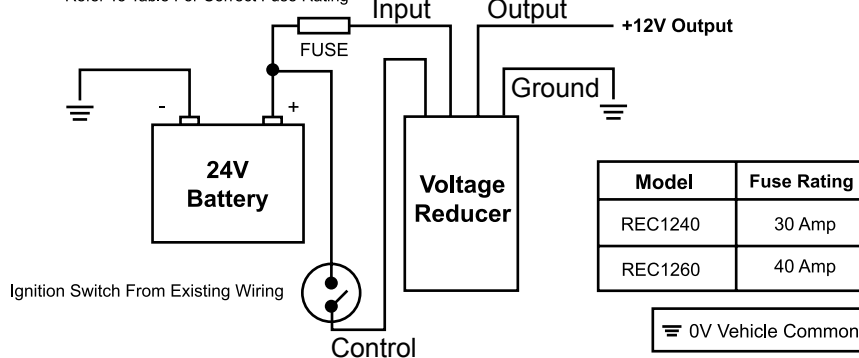 Refer To Table For Correct Fuse Rating
Input
Output
+12V Output
FUSE
Ground
-
+
24V
Battery
Voltage
Reducer
Model
Fuse Rating
REC1240
30 Amp
REC1260
40 Amp
Ignition Switch From Existing Wiring
0V Vehicle Common
Control